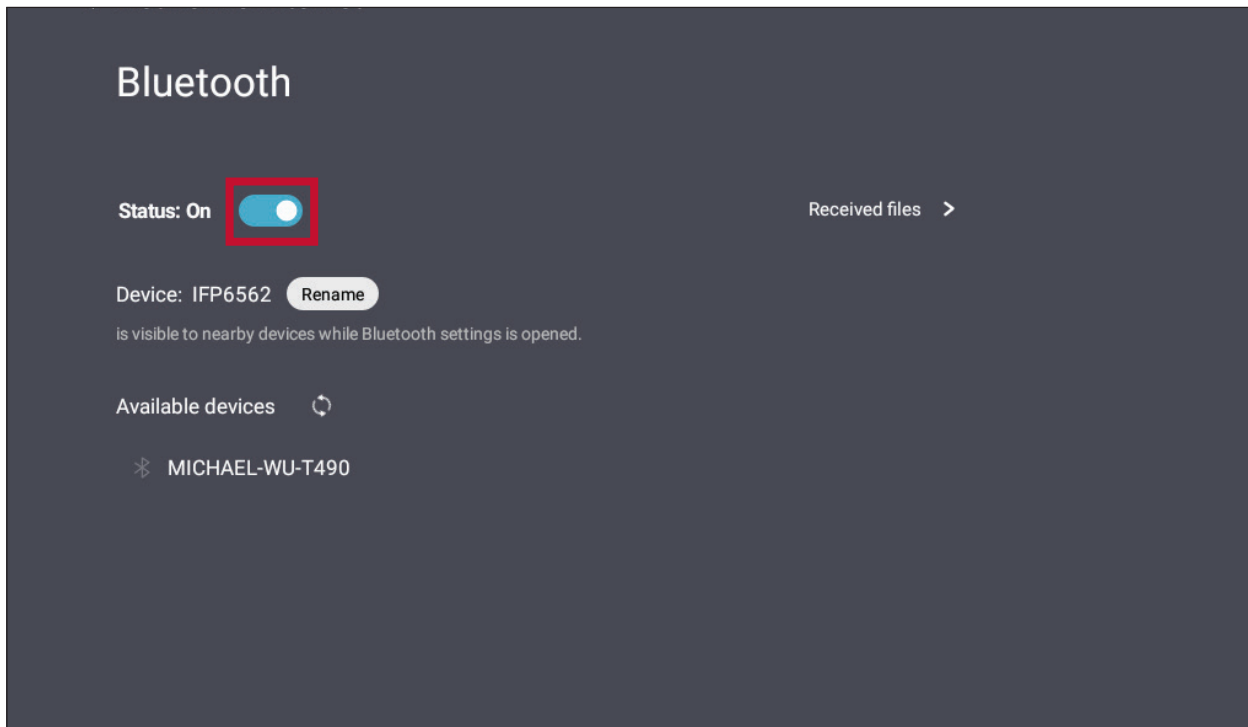 Bluetooth
Status: On
Received files
Device: IFP6562 Rename
is visible to nearby devices while Bluetooth settings is opened.
Available devices
MICHAEL-WU-T490